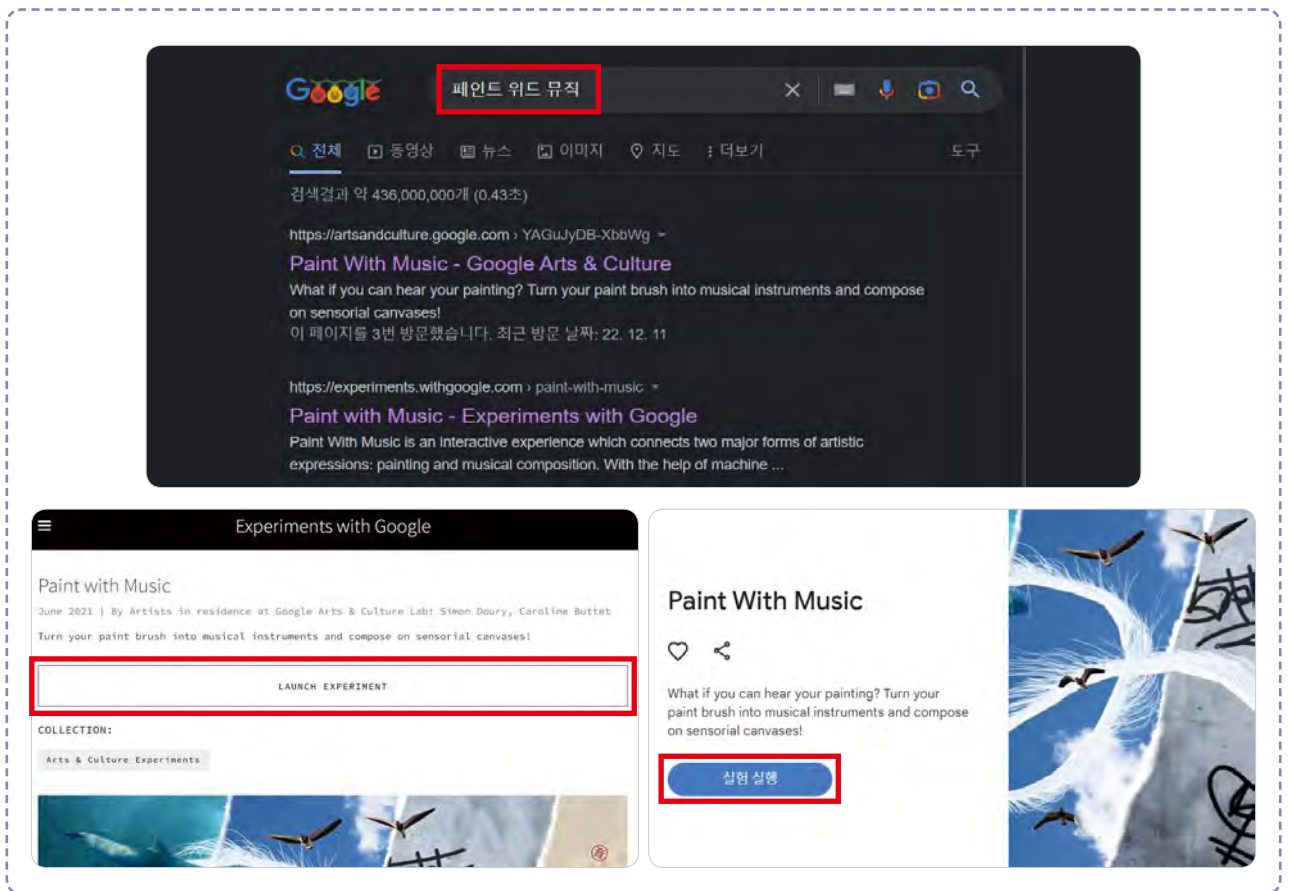 Google
페인트 위드 뮤직
전체 동영상 뉴스 이미지 지도 더보기 도구
검색결과 약 436,000,000개 (0.43초)
https://artsandculture.google.com › YAGuJyDB-XbbWg
Paint With Music - Google Arts & Culture
What if you can hear your painting? Turn your paint brush into musical instruments and compose
on sensorial canvases!
이 페이지를 3번 방문했습니다. 최근 방문 날짜: 22. 12. 11
https://experiments.withgoogle.com › paint-with-music
Paint with Music - Experiments with Google
Paint With Music is an interactive experience which connects two major forms of artistic
expressions: painting and musical composition. With the help of machine ...
Experiments with Google
Paint with Music
June 2021 | By Artists in residence at Google Arts & Culture Lab: Simon Doury, Caroline Buttet
Turn your paint brush into musical instruments and compose on sensorial canvases!
LAUNCH EXPERIMENT
COLLECTION:
Arts & Culture Experiments
Paint With Music
What if you can hear your painting? Turn your
paint brush into musical instruments and compose
on sensorial canvases!
실험 실행